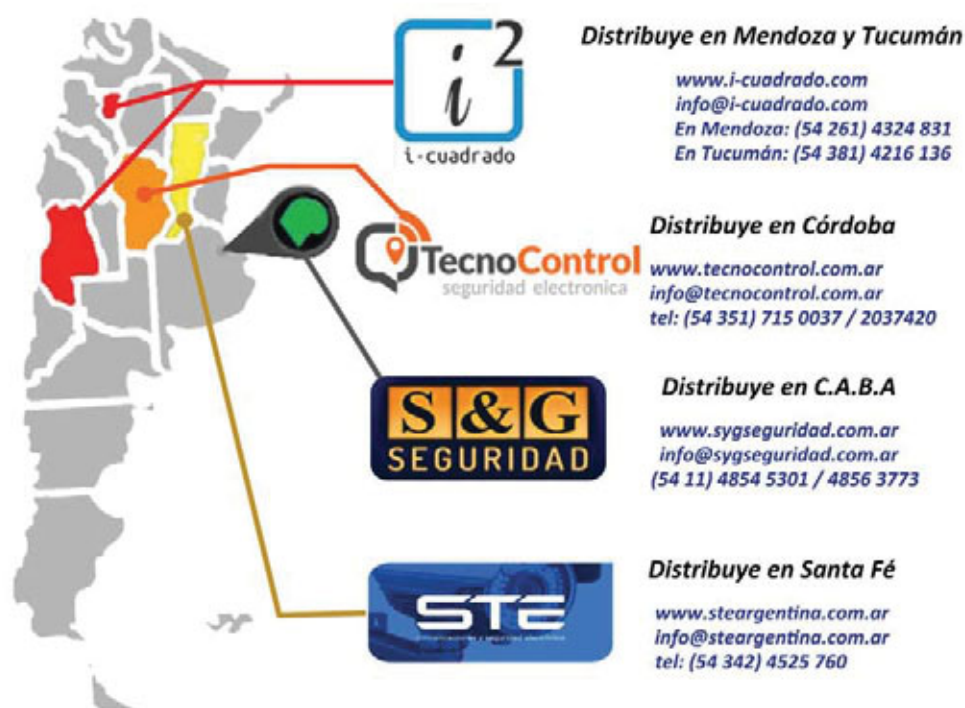 i²
i-cuadrado
Distribuye en Mendoza y Tucumán
www.i-cuadrado.com
info@i-cuadrado.com
En Mendoza: (54 261) 4324 831
En Tucumán: (54 381) 4216 136
TecnoControl
seguridad electronica
Distribuye en Córdoba
www.tecnocontrol.com.ar
info@tecnocontrol.com.ar
tel: (54 351) 715 0037 / 2037420
S&G
SEGURIDAD
Distribuye en C.A.B.A
www.sygseguridad.com.ar
info@sygseguridad.com.ar
(54 11) 4854 5301 / 4856 3773
STE
Distribuye en Santa Fé
www.steargentina.com.ar
info@steargentina.com.ar
tel: (54 342) 4525 760